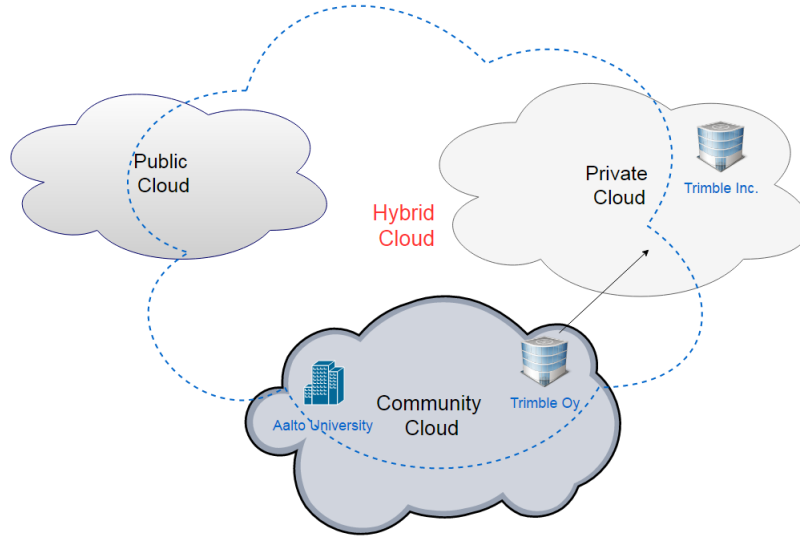 Public
Cloud
Private
Cloud
Trimble Inc.
Hybrid
Cloud
Community
Cloud
Aalto University
Trimble Oy